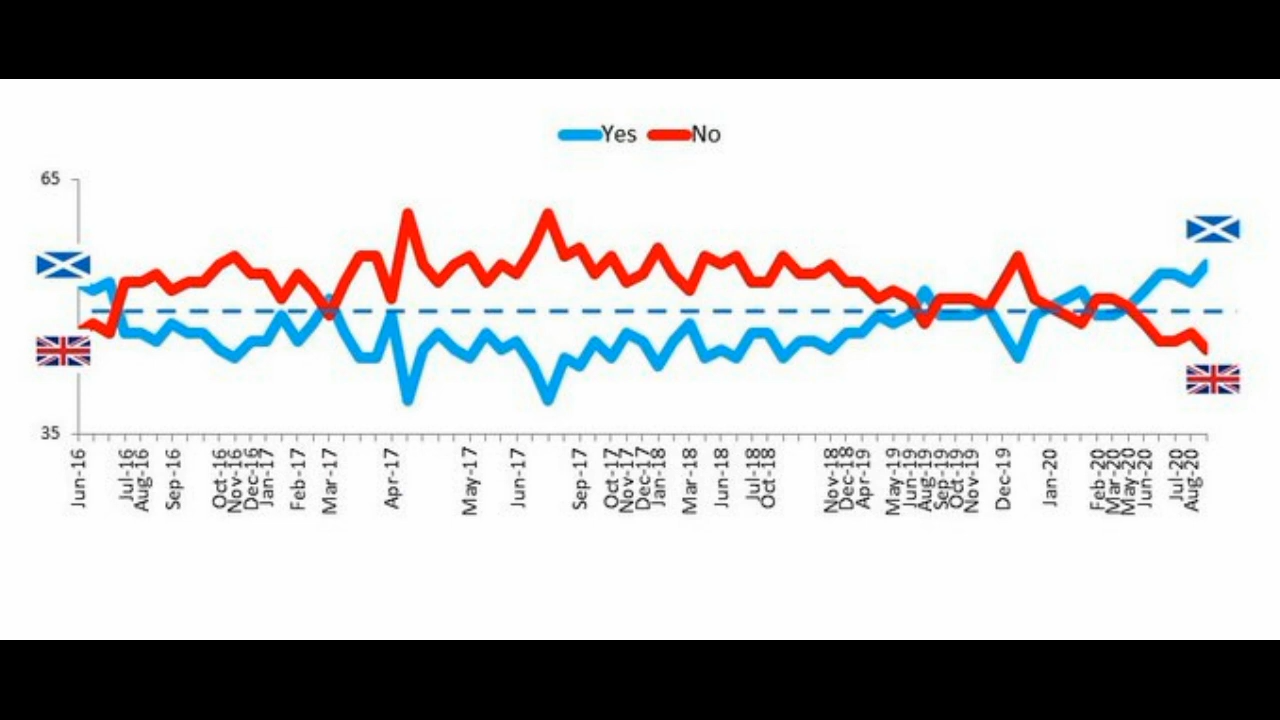 Yes No
65
35
Jun-16
Jul-16
Aug-16
Sep-16
Oct-16
Nov-16
Dec-16
Jan-17
Feb-17
Mar-17
Apr-17
May-17
Jun-17
Sep-17
Oct-17
Nov-17
Dec-17
Jan-18
Mar-18
Jun-18
Jul-18
Oct-18
Nov-18
Dec-18
Apr-19
May-19
Jun-19
Aug-19
Sep-19
Oct-19
Nov-19
Dec-19
Jan-20
Feb-20
Mar-20
May-20
Jun-20
Jul-20
Aug-20